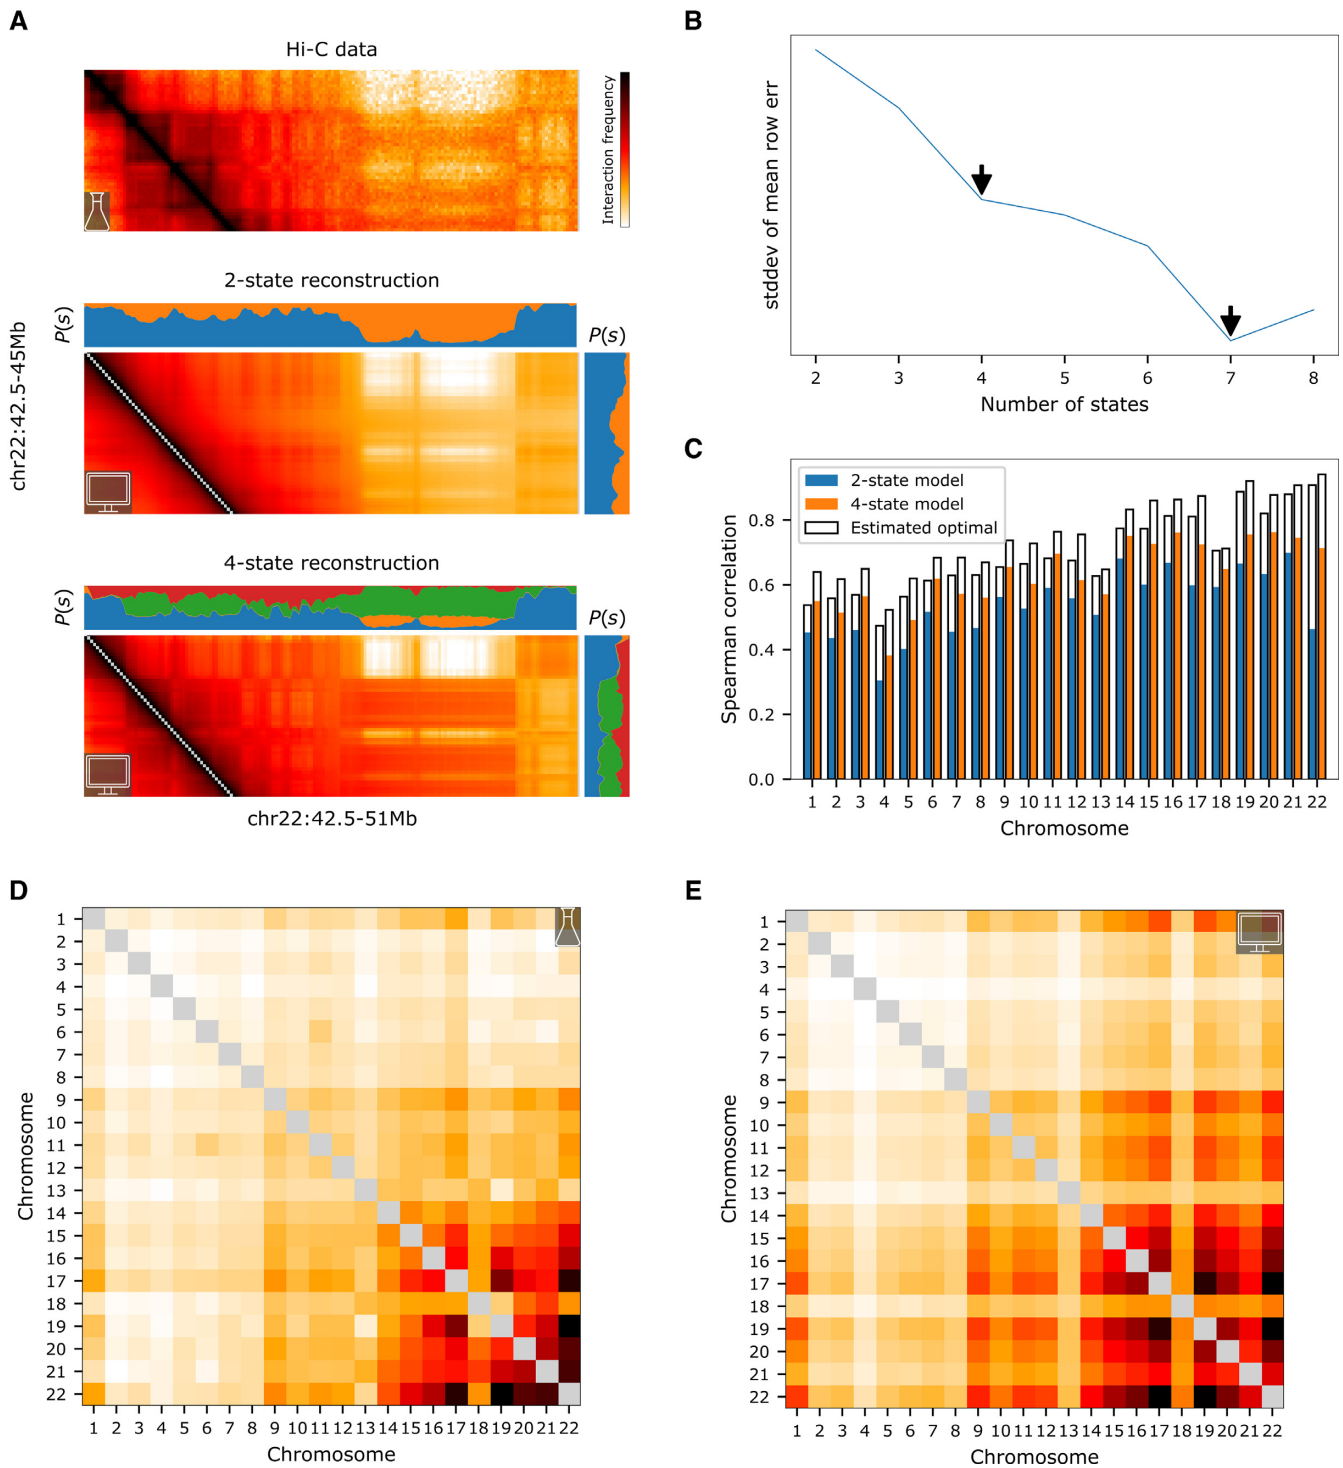 A
Hi-C data
Interaction frequency
2-state reconstruction
P(s)
P(s)
chr22:42.5-45Mb
4-state reconstruction
P(s)
P(s)
chr22:42.5-51Mb
B
stddev of mean row err
2 3 4 5 6 7 8
Number of states
C
2-state model
4-state model
Estimated optimal
Spearman correlation
0.8
0.6
0.4
0.2
0.0
1 2 3 4 5 6 7 8 9 10 11 12 13 14 15 16 17 18 19 20 21 22
Chromosome
D
Chromosome
1
2
3
4
5
6
7
8
9
10
11
12
13
14
15
16
17
18
19
20
21
22
1 2 3 4 5 6 7 8 9 10 11 12 13 14 15 16 17 18 19 20 21 22
Chromosome
E
Chromosome
1
2
3
4
5
6
7
8
9
10
11
12
13
14
15
16
17
18
19
20
21
22
1 2 3 4 5 6 7 8 9 10 11 12 13 14 15 16 17 18 19 20 21 22
Chromosome